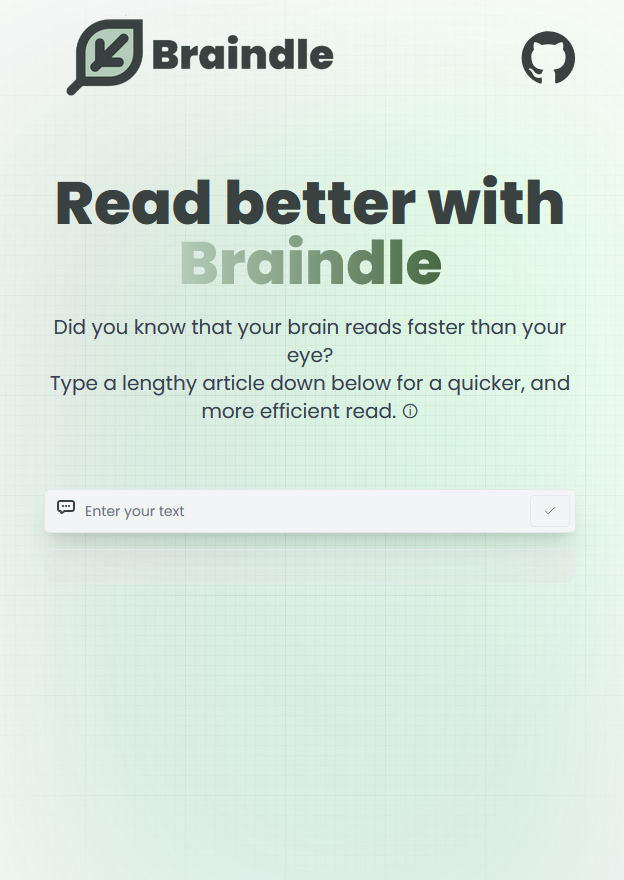 Braindle
Read better with
Braindle
Did you know that your brain reads faster than your
eye?
Type a lengthy article down below for a quicker, and
more efficient read.
Enter your text